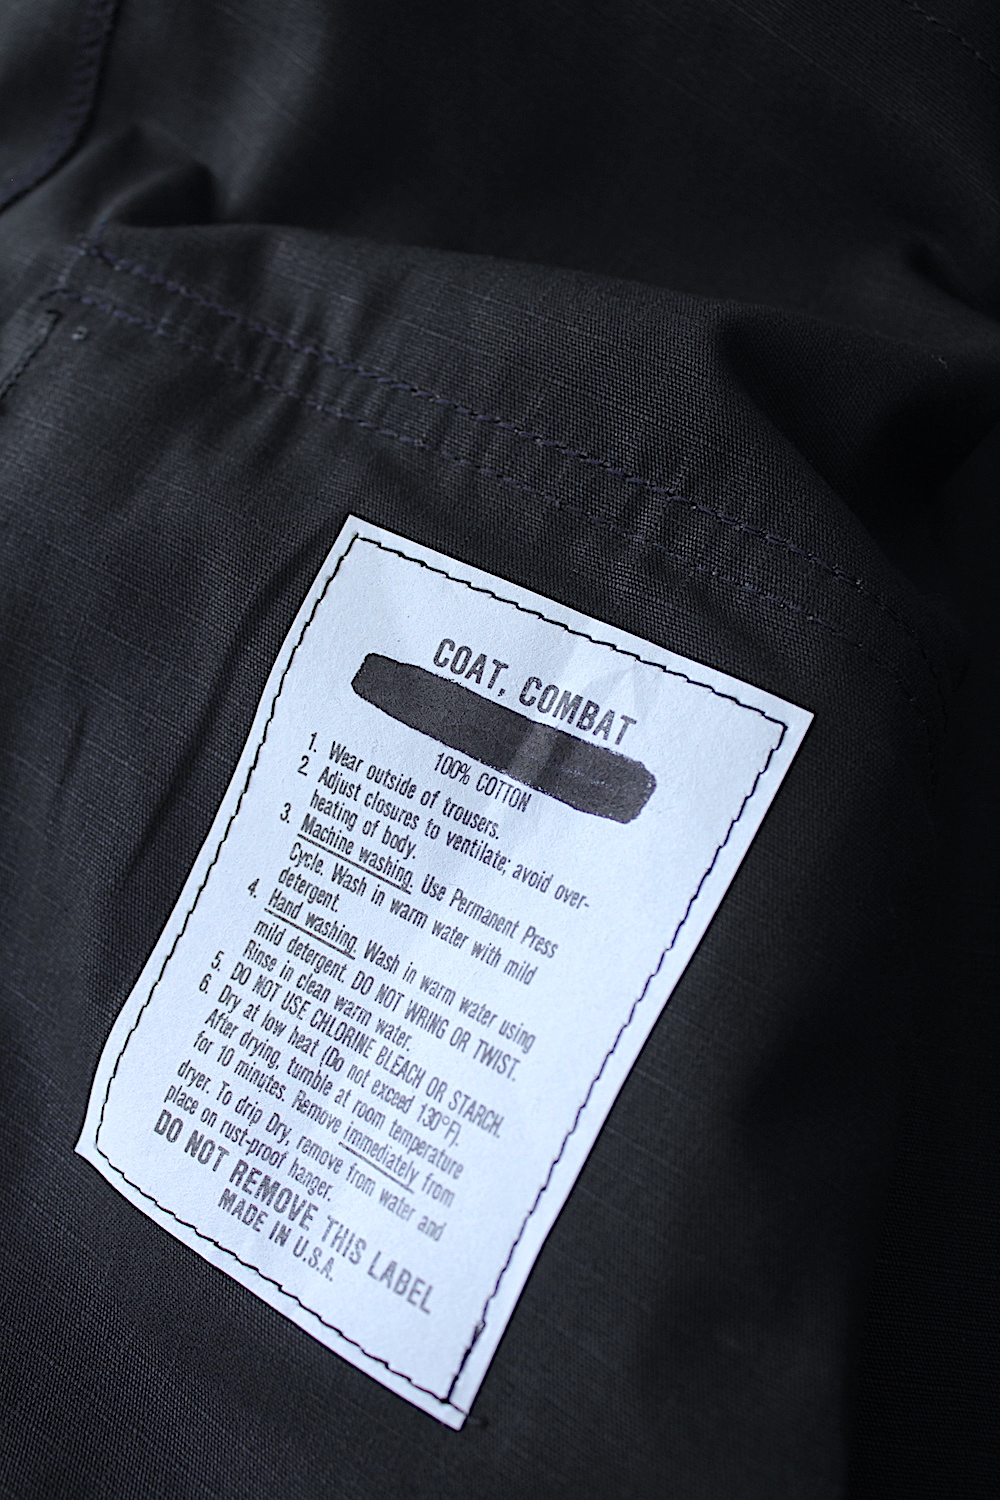 COAT, COMBAT
100% COTTON
1. Wear outside of trousers.
2. Adjust closures to ventilate; avoid over-
heating of body.
3. Machine washing. Use Permanent Press
Cycle. Wash in warm water with mild
detergent.
4. Hand washing. Wash in warm water using
mild detergent. DO NOT WRING OR TWIST.
Rinse in clean warm water.
5. DO NOT USE CHLORINE BLEACH OR STARCH.
6. Dry at low heat (Do not exceed 130°F).
After drying, tumble at room temperature
for 10 minutes. Remove immediately from
dryer. To drip Dry, remove from water and
place on rust-proof hanger.
DO NOT REMOVE THIS LABEL
MADE IN U.S.A.